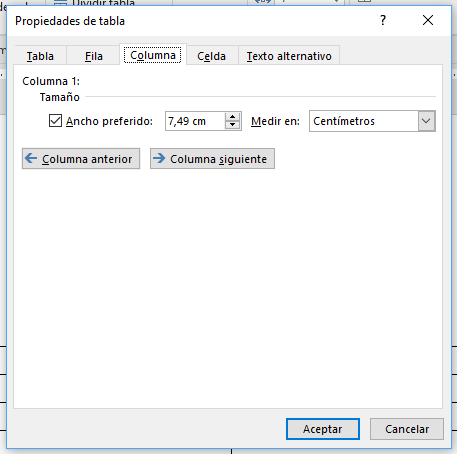 Dividir tabla
Propiedades de tabla
?
Tabla
Fila
Columna
Celda
Texto alternativo
Columna 1:
Tamaño
Ancho preferido: 7,49 cm Medir en: Centímetros
Columna anterior Columna siguiente
Aceptar Cancelar